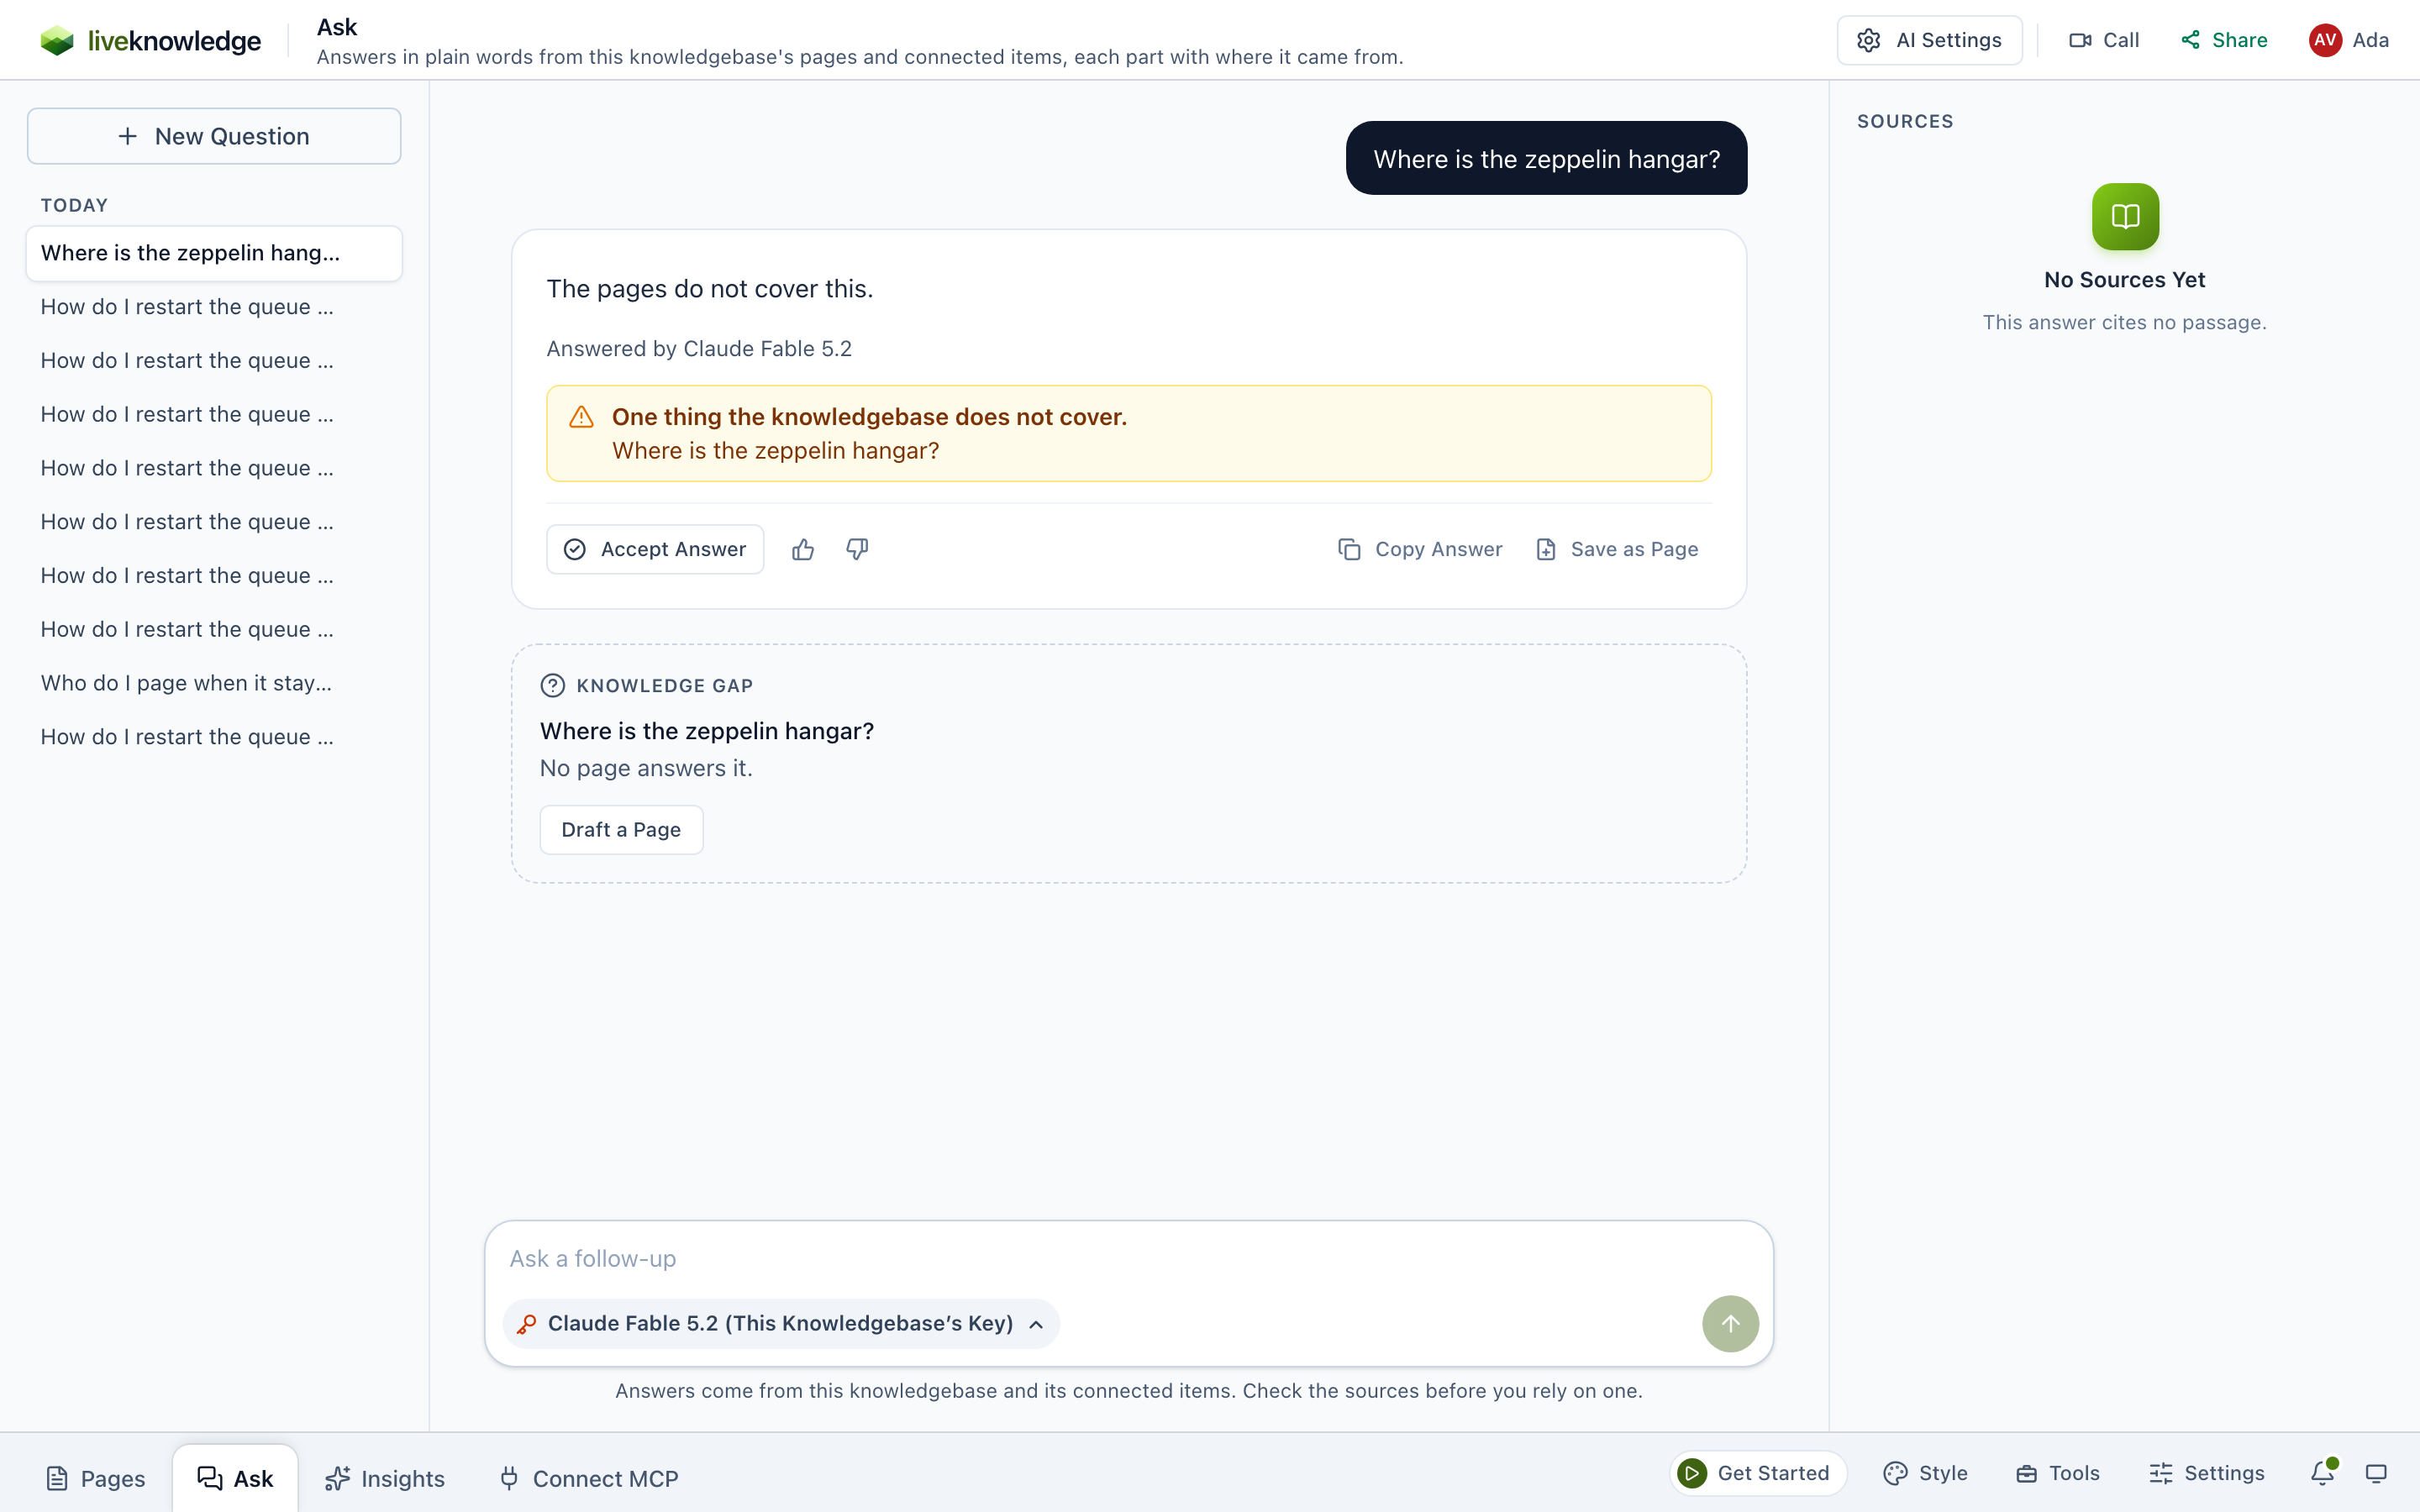 liveknowledge
Ask
Answers in plain words from this knowledgebase's pages and connected items, each part with where it came from.
AI Settings
Call
Share
AV
Ada
New Question
TODAY
Where is the zeppelin hang...
How do I restart the queue ...
How do I restart the queue ...
How do I restart the queue ...
How do I restart the queue ...
How do I restart the queue ...
How do I restart the queue ...
How do I restart the queue ...
Who do I page when it stay...
How do I restart the queue ...
Where is the zeppelin hangar?
The pages do not cover this.
Answered by Claude Fable 5.2
One thing the knowledgebase does not cover.
Where is the zeppelin hangar?
Accept Answer
Copy Answer
Save as Page
KNOWLEDGE GAP
Where is the zeppelin hangar?
No page answers it.
Draft a Page
Ask a follow-up
Claude Fable 5.2 (This Knowledgebase’s Key)
Answers come from this knowledgebase and its connected items. Check the sources before you rely on one.
SOURCES
No Sources Yet
This answer cites no passage.
Pages
Ask
Insights
Connect MCP
Get Started
Style
Tools
Settings